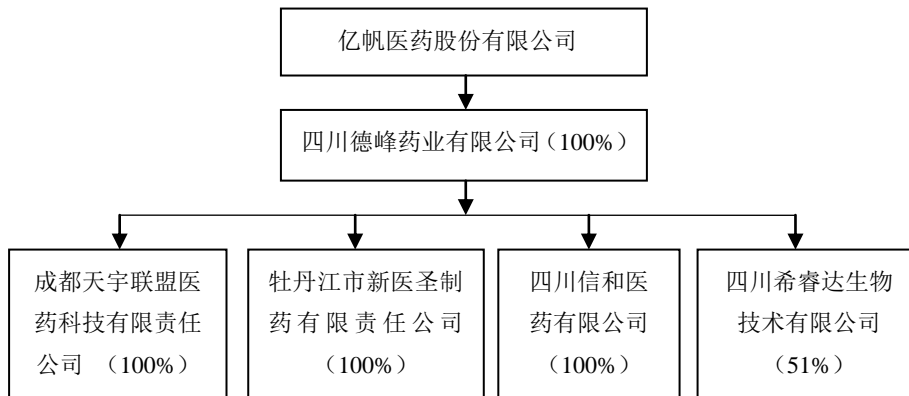 亿帆医药股份有限公司
四川德峰药业有限公司（100%）
成都天宇联盟医
药科技有限责任
公司 （100%）
牡丹江市新医圣制
药有限责任公司
（100%）
四川信和医
药有限公司
（100%）
四川希睿达生物
技术有限公司
（51%）